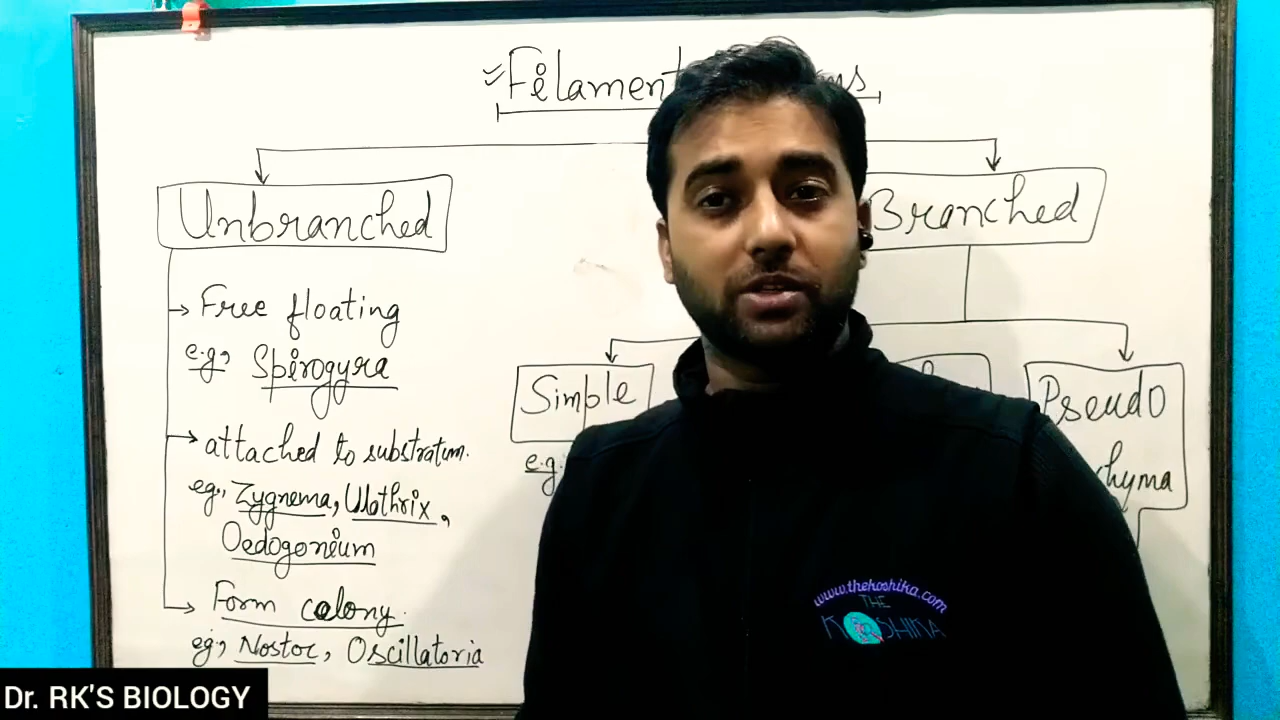 Filament
Unbranched
Branched
Free floating
e.g, Spirogyra
Simple
Pseudo
attached to substratum.
e.g.
eg., Zygnema, Ulothrix,
Oedogonium
Form colony.
eg, Nostoc, Oscillatoria
www.thekoshika.com
THE
KOSHIKA
Dr. RK'S BIOLOGY